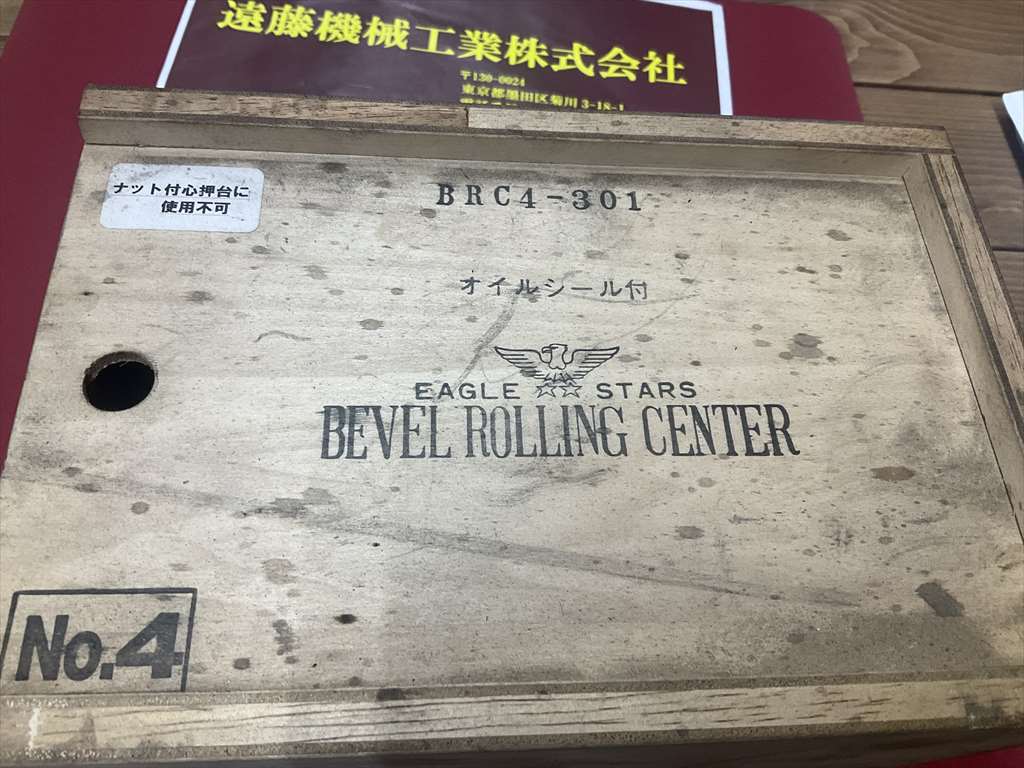 遠藤機械工業株式会社
〒130-0024
東京都墨田区菊川 3-18-1
ナット付心押台に
使用不可
BRC4-301
オイルシール付
EAGLE STARS
BEVEL ROLLING CENTER
No.4